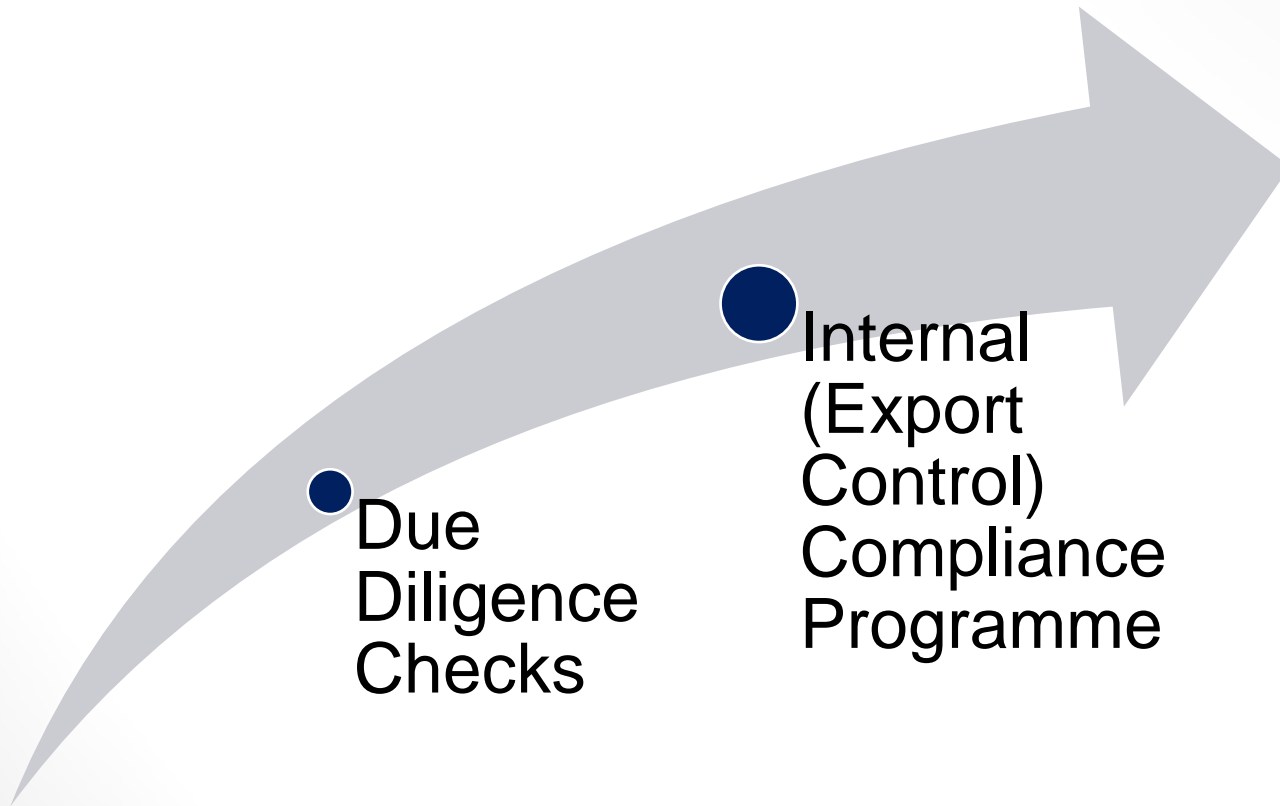 Due
Diligence
Checks
Internal
(Export
Control)
Compliance
Programme